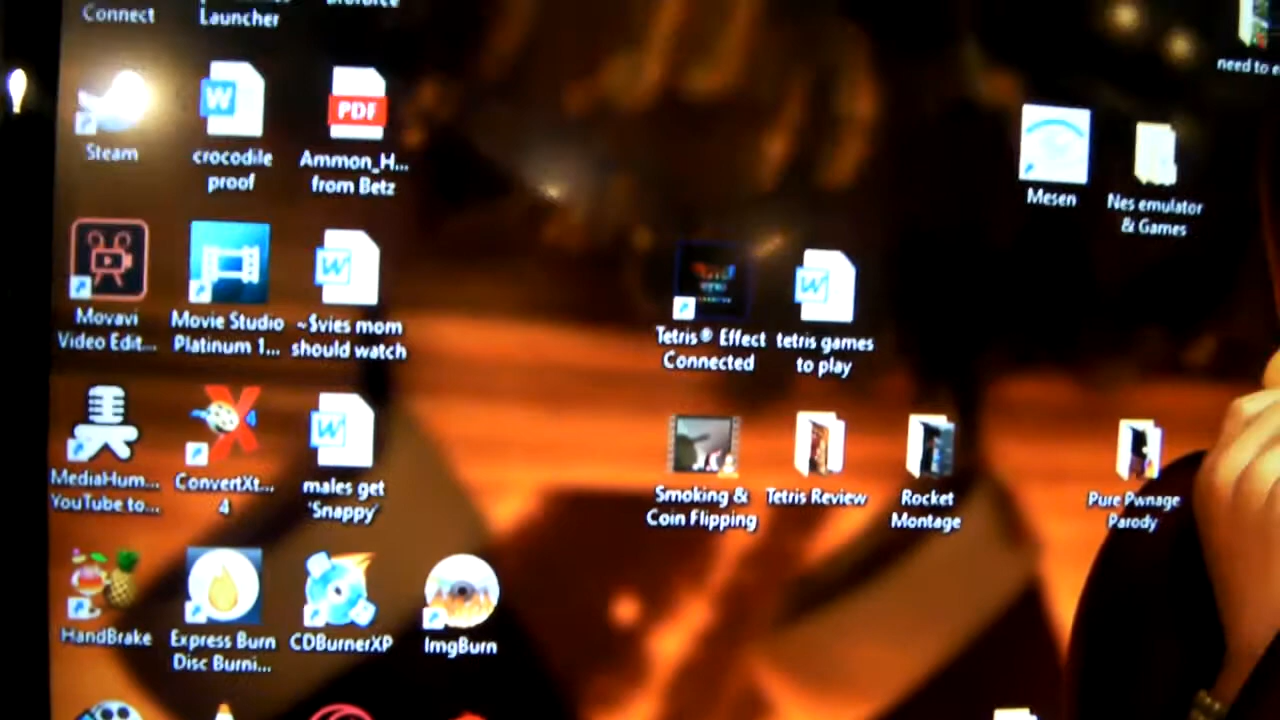 Connect
Launcher
need to e
Steam
crocodile
proof
PDF
Ammon_H...
from Betz
Mesen
Nes emulator
& Games
Movavi
Video Edit...
Movie Studio
Platinum 1...
~$vies mom
should watch
Tetris® Effect
Connected
tetris games
to play
MediaHum...
YouTube to...
ConvertXt...
4
males get
'Snappy'
Smoking &
Coin Flipping
Tetris Review
Rocket
Montage
Pure Pwnage
Parody
HandBrake
Express Burn
Disc Burni...
CDBurnerXP
ImgBurn